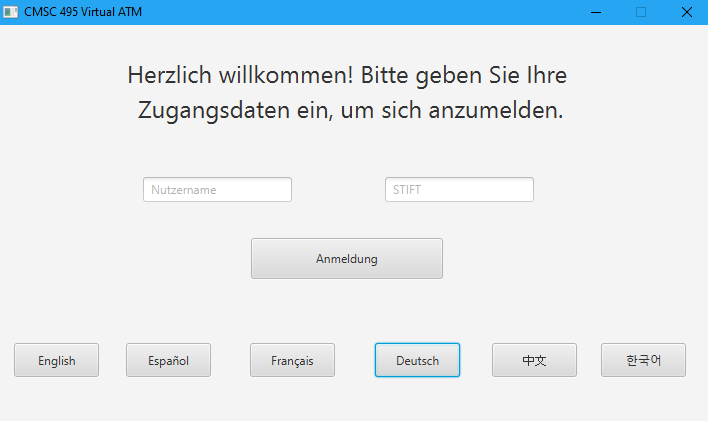 CMSC 495 Virtual ATM
Herzlich willkommen! Bitte geben Sie Ihre
Zugangsdaten ein, um sich anzumelden.
Nutzername
STIFT
Anmeldung
English
Español
Français
Deutsch
中文
한국어